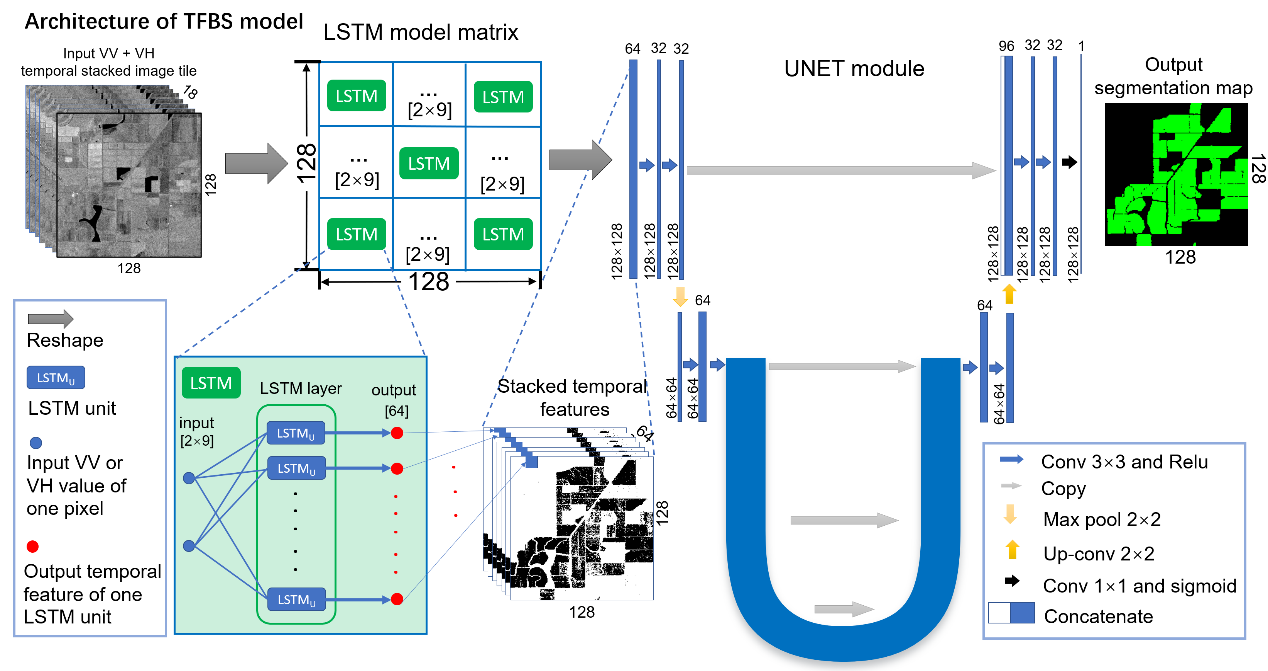 Architecture of TFBS model
Input VV + VH
temporal stacked image tile
18
128
128
LSTM model matrix
LSTM
...
[2×9]
LSTM
...
[2×9]
LSTM
...
[2×9]
LSTM
...
[2×9]
LSTM
128
128
UNET module
64
32
32
128×128
128×128
128×128
64
64×64
64×64
96
32
32
1
128×128
128×128
128×128
128×128
64
64×64
Output
segmentation map
128
128
Reshape
LSTMU
LSTM unit
Input VV or
VH value of
one pixel
Output temporal
feature of one
LSTM unit
LSTM
LSTM layer
input
[2×9]
output
[64]
LSTMU
LSTMU
LSTMU
Stacked temporal
features
64
128
128
Conv 3×3 and Relu
Copy
Max pool 2×2
Up-conv 2×2
Conv 1×1 and sigmoid
Concatenate